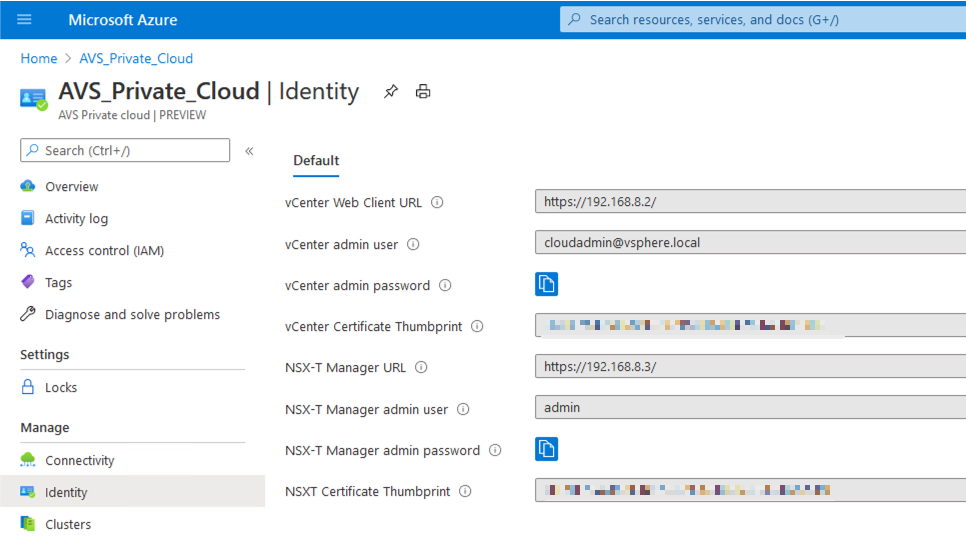 Microsoft Azure
Search resources, services, and docs (G+/)
Home > AVS_Private_Cloud
AVS_Private_Cloud | Identity
AVS Private cloud | PREVIEW
Search (Ctrl+/)
«
Overview
Activity log
Access control (IAM)
Tags
Diagnose and solve problems
Settings
Locks
Manage
Connectivity
Identity
Clusters
Default
vCenter Web Client URL https://192.168.8.2/
vCenter admin user cloudadmin@vsphere.local
vCenter admin password
vCenter Certificate Thumbprint
NSX-T Manager URL https://192.168.8.3/
NSX-T Manager admin user admin
NSX-T Manager admin password
NSXT Certificate Thumbprint